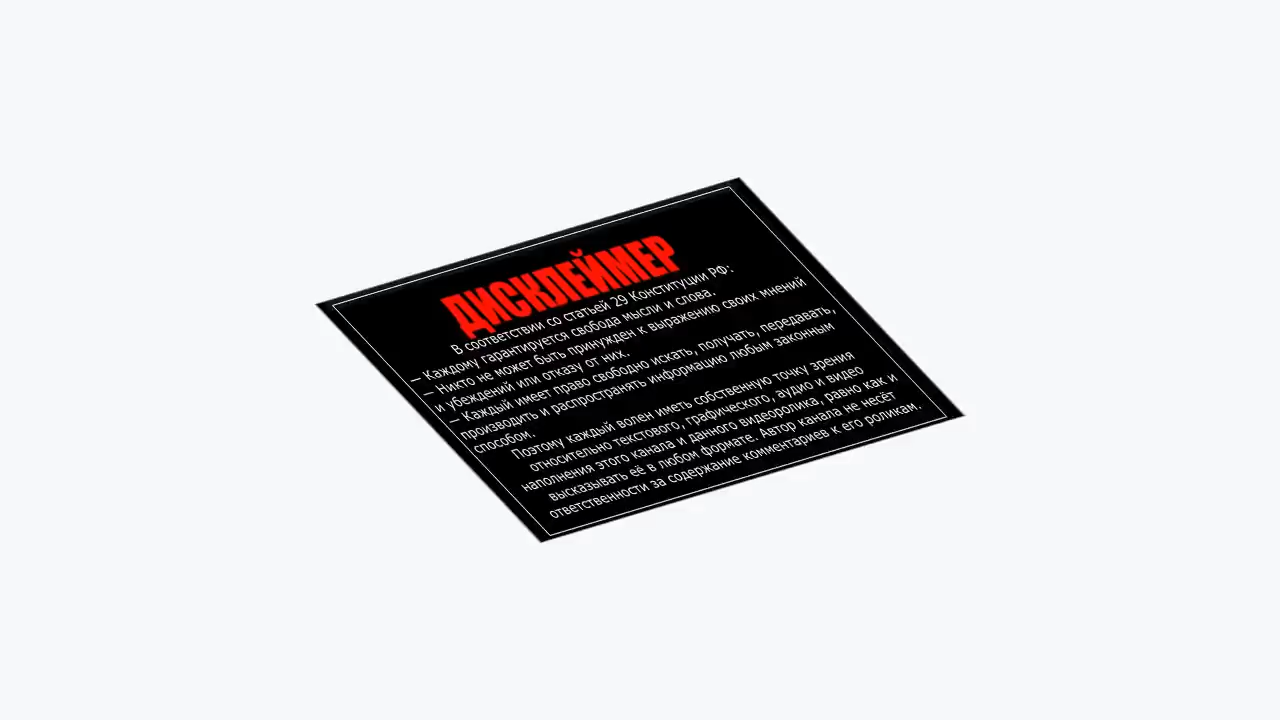 ДИСКЛЕЙМЕР
В соответствии со статьей 29 Конституции РФ:
— Каждому гарантируется свобода мысли и слова.
— Никто не может быть принужден к выражению своих мнений
и убеждений или отказу от них.
— Каждый имеет право свободно искать, получать, передавать,
производить и распространять информацию любым законным
способом.
Поэтому каждый волен иметь собственную точку зрения
относительно текстового, графического, аудио и видео
наполнения этого канала и данного видеоролика, равно как и
высказывать её в любом формате. Автор канала не несёт
ответственности за содержание комментариев к его роликам.